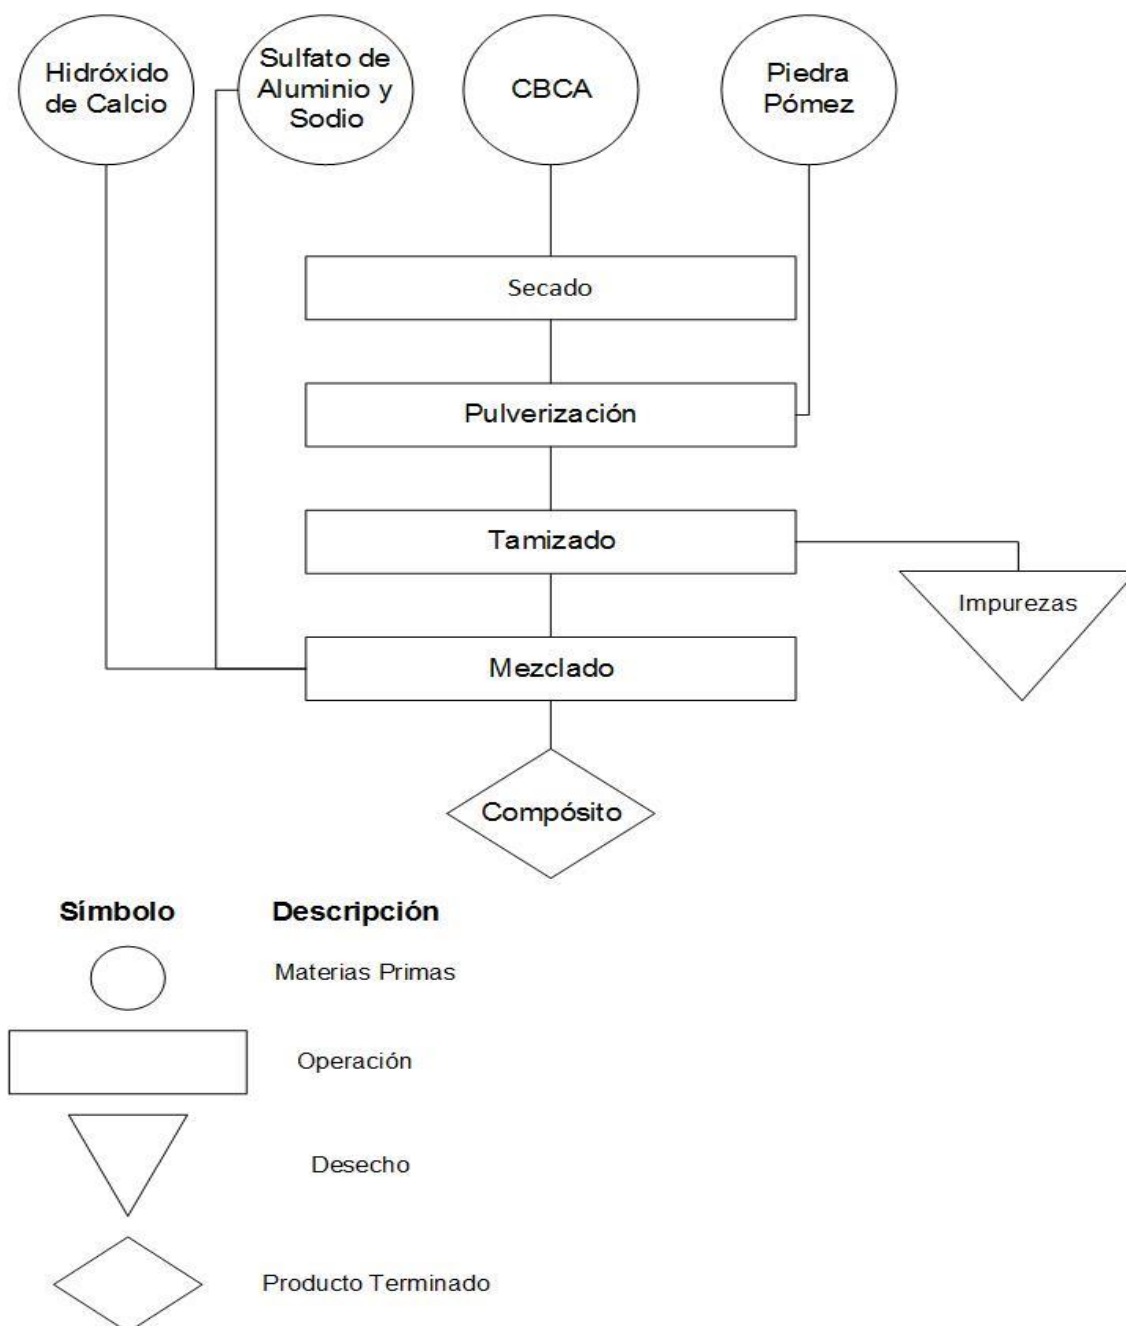 Hidróxido
de Calcio
Sulfato de
Aluminio y
Sodio
CBCA
Piedra
Pómez
Secado
Pulverización
Tamizado
Impurezas
Mezclado
Compósito
Símbolo Descripción
Materias Primas
Operación
Desecho
Producto Terminado